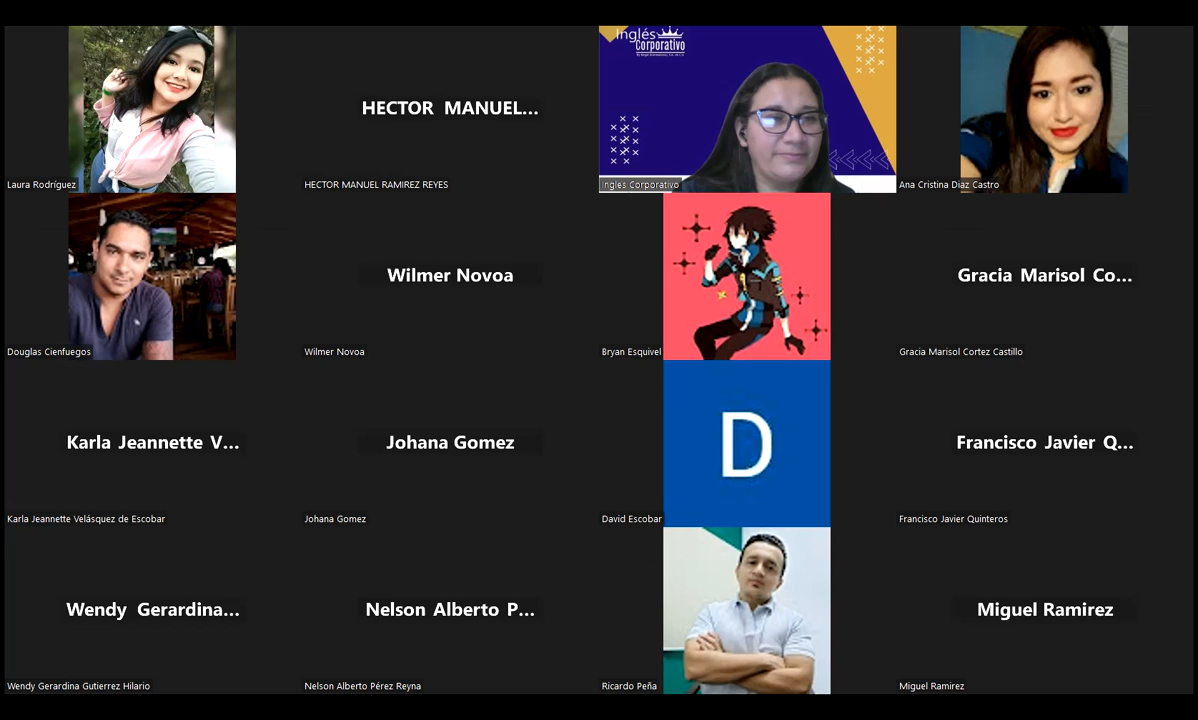 Laura Rodríguez
HECTOR MANUEL...
HECTOR MANUEL RAMIREZ REYES
Inglés
Corporativo
Ingles Corporativo
Ana Cristina Diaz Castro
Douglas Cienfuegos
Wilmer Novoa
Wilmer Novoa
Bryan Esquivel
Gracia Marisol Co...
Gracia Marisol Cortez Castillo
Karla Jeannette V...
Karla Jeannette Velásquez de Escobar
Johana Gomez
Johana Gomez
D
David Escobar
Francisco Javier Q...
Francisco Javier Quinteros
Wendy Gerardina...
Wendy Gerardina Gutierrez Hilario
Nelson Alberto P...
Nelson Alberto Pérez Reyna
Ricardo Peña
Miguel Ramirez
Miguel Ramirez